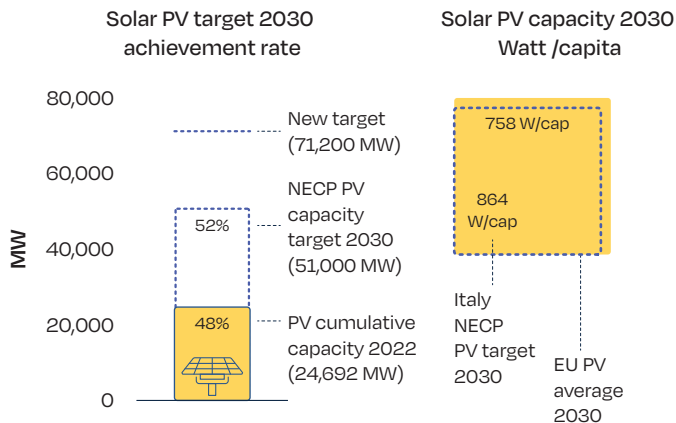 Solar PV target 2030
achievement rate
80,000
60,000
40,000
20,000
0
MW
52%
48%
New target
(71,200 MW)
NECP PV
capacity
target 2030
(51,000 MW)
PV cumulative
capacity 2022
(24,692 MW)
Solar PV capacity 2030
Watt /capita
758 W/cap
864
W/cap
Italy
NECP
PV target
2030
EU PV
average
2030